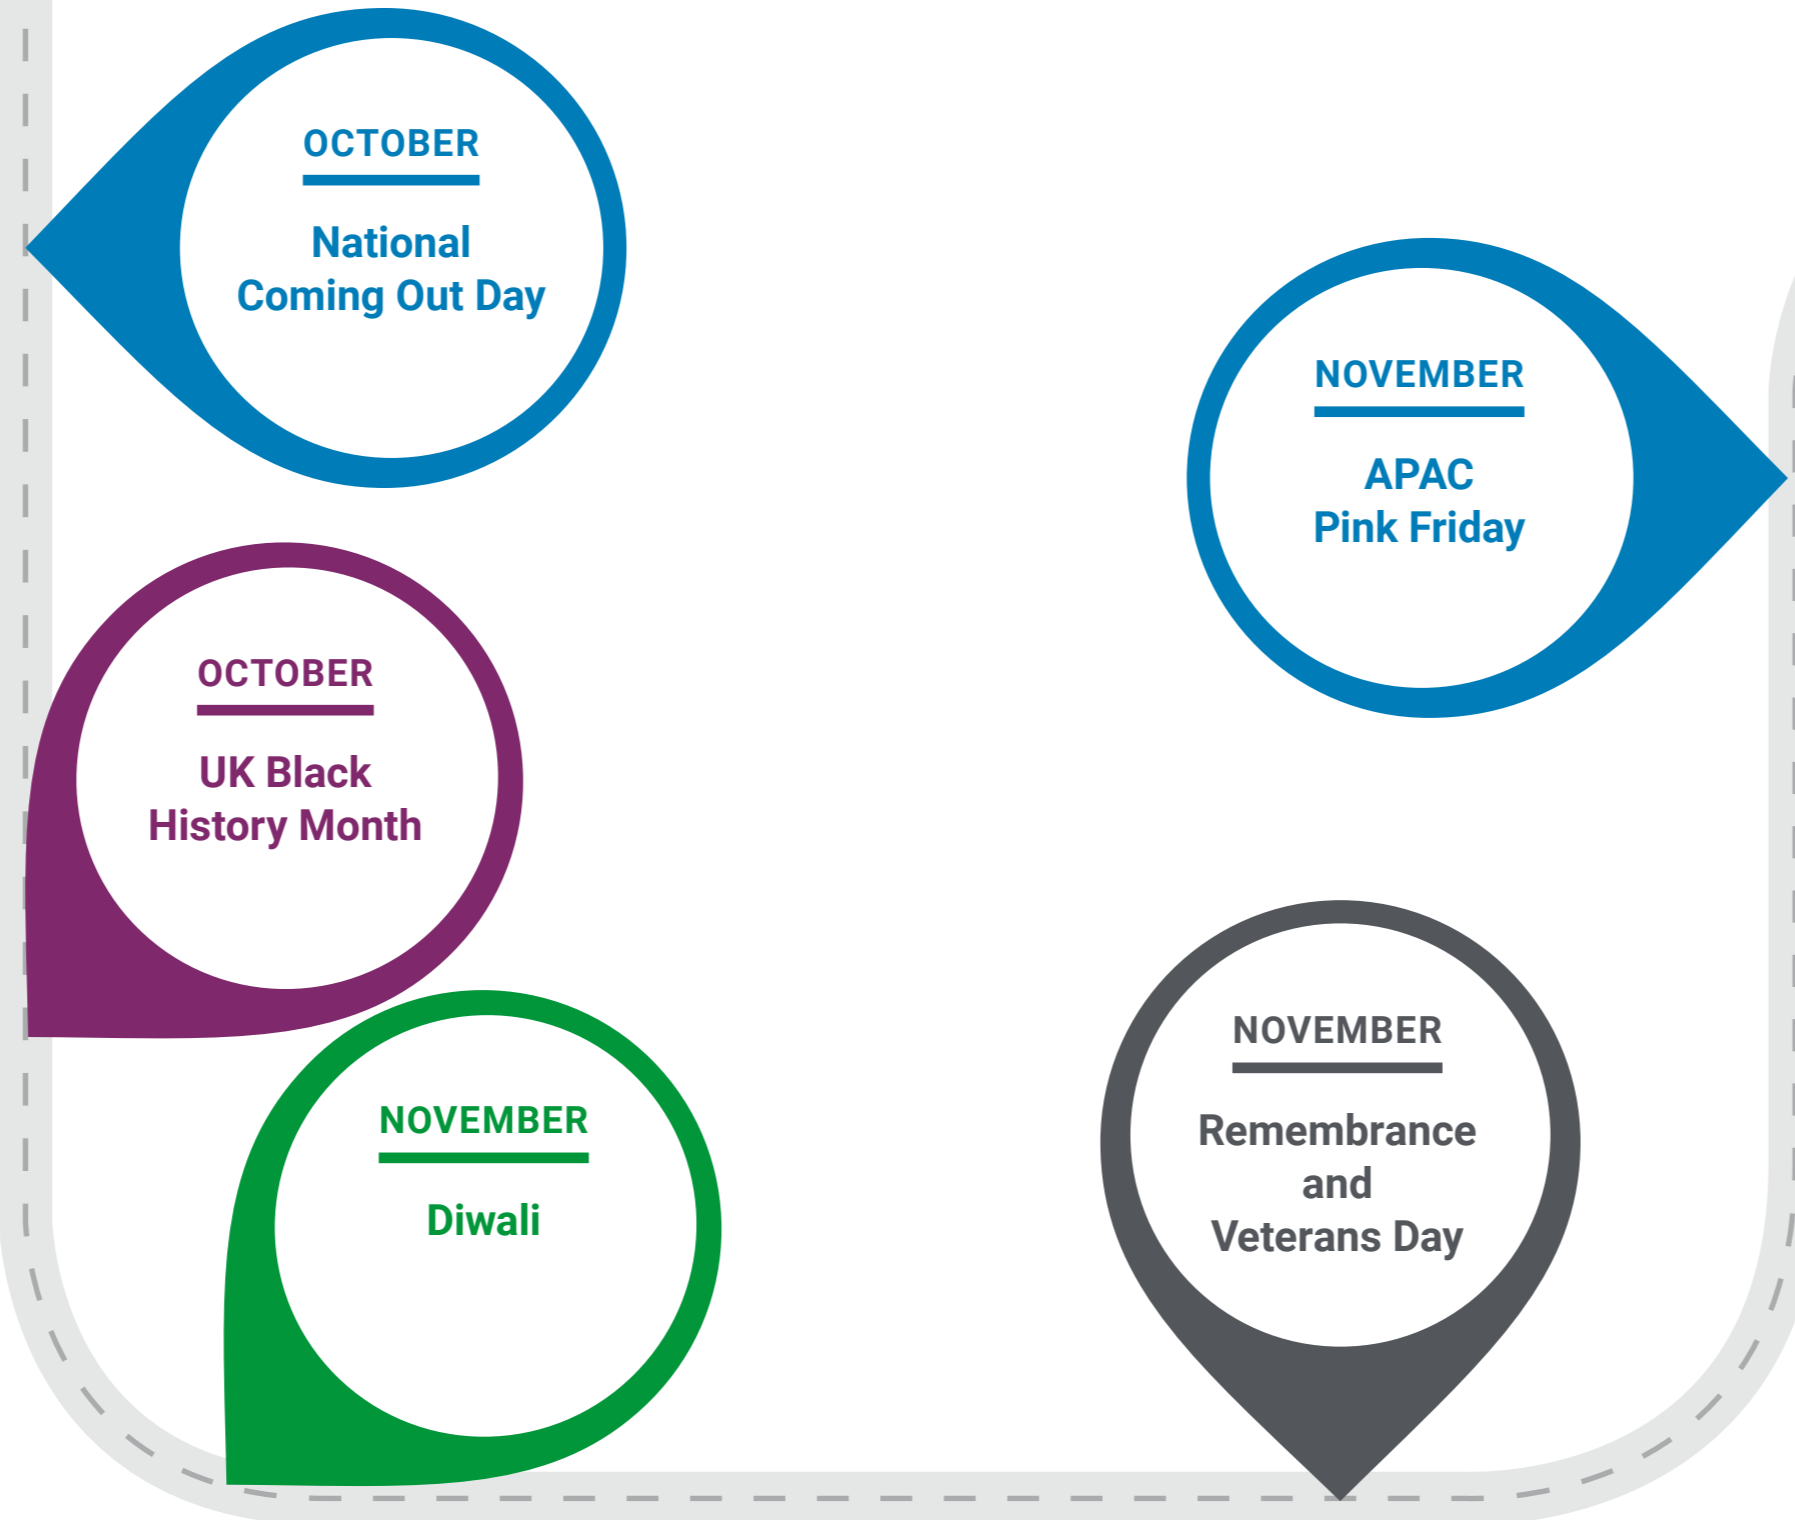 OCTOBER
National
Coming Out Day
OCTOBER
UK Black
History Month
NOVEMBER
Diwali
NOVEMBER
Remembrance
and
Veterans Day
NOVEMBER
APAC
Pink Friday